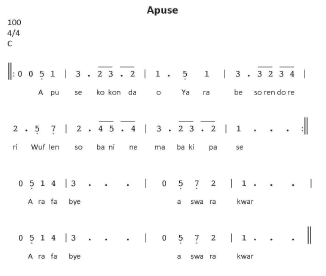 Apuse
100
4/4
C
‖: 0 0 5̣ 1 | 3 . 2 3 . 2 | 1 . 5̣ 1 | 3 . 3 2 3 4 |
A pu se ko kon da o Ya ra be so ren do re
2 . 5̣ 7̣ | 2 . 4 5 . 4 | 3 . 2 3 . 2 | 1 . . . :‖
ri Wuf len so ba ni ne ma ba ki pa se
0 5̣ 1 4 | 3 . . . | 0 5̣ 7̣ 2 | 1 . . . |
A ra fa bye a swa ra kwar
0 5̣ 1 4 | 3 . . . | 0 5̣ 7̣ 2 | 1 . . . ‖
A ra fa bye a swa ra kwar